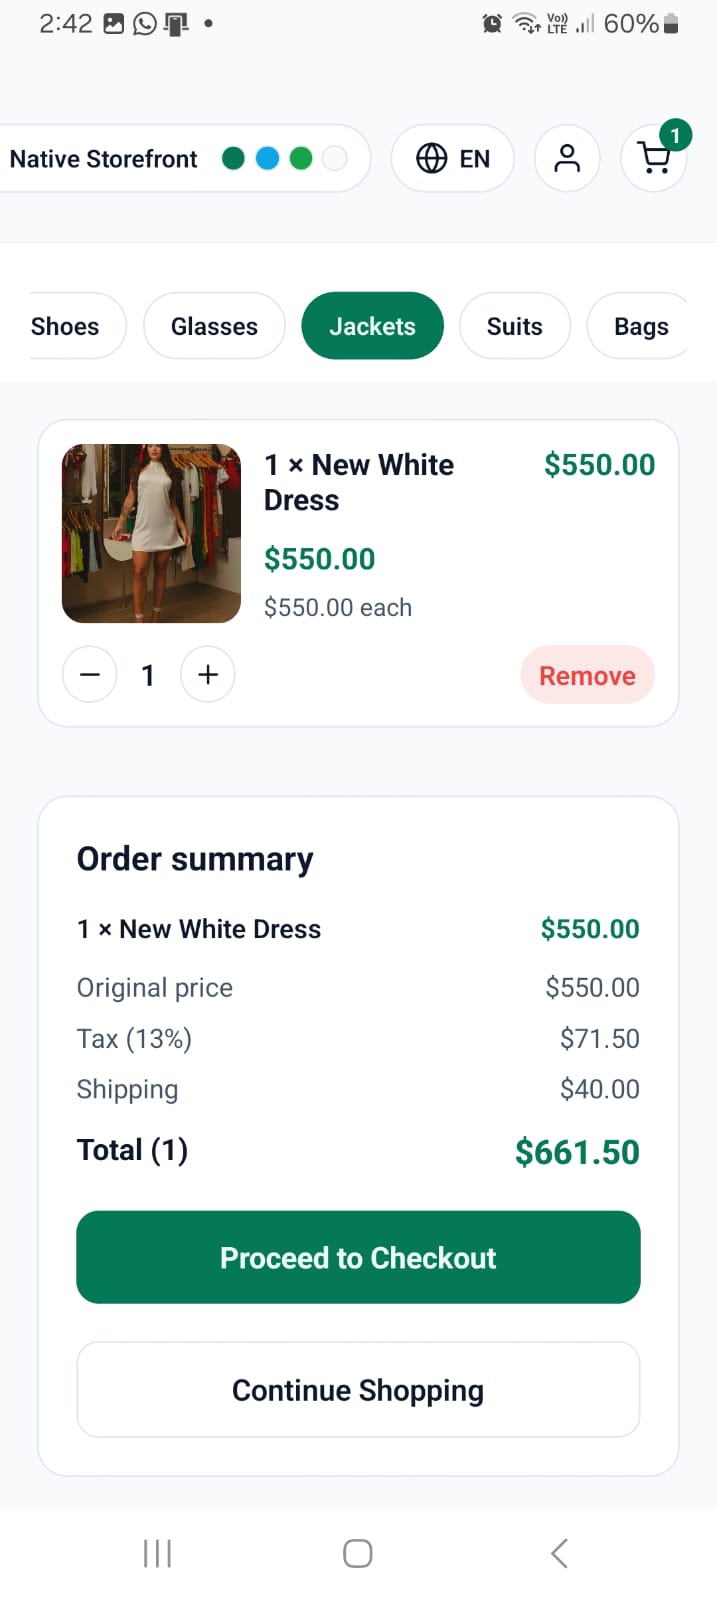 2:42
Vo))
LTE
60%
Native Storefront
EN
1
Shoes
Glasses
Jackets
Suits
Bags
1 × New White
Dress
$550.00
$550.00
$550.00 each
1
Remove
Order summary
1 × New White Dress
$550.00
Original price
$550.00
Tax (13%)
$71.50
Shipping
$40.00
Total (1)
$661.50
Proceed to Checkout
Continue Shopping